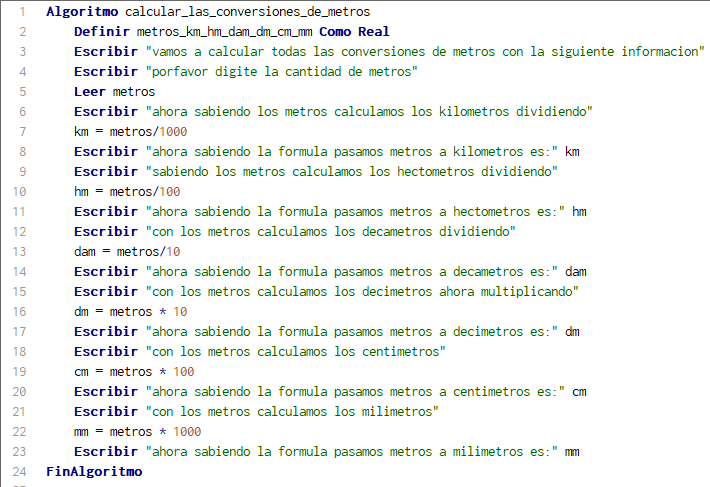 1 Algoritmo calcular_las_conversiones_de_metros
2 Definir metros_km_hm_dam_dm_cm_mm Como Real
3 Escribir "vamos a calcular todas las conversiones de metros con la siguiente informacion"
4 Escribir "porfavor digite la cantidad de metros"
5 Leer metros
6 Escribir "ahora sabiendo los metros calculamos los kilometros dividiendo"
7 km = metros/1000
8 Escribir "ahora sabiendo la formula pasamos metros a kilometros es:" km
9 Escribir "sabiendo los metros calculamos los hectometros dividiendo"
10 hm = metros/100
11 Escribir "ahora sabiendo la formula pasamos metros a hectometros es:" hm
12 Escribir "con los metros calculamos los decametros dividiendo"
13 dam = metros/10
14 Escribir "ahora sabiendo la formula pasamos metros a decametros es:" dam
15 Escribir "con los metros calculamos los decimetros ahora multiplicando"
16 dm = metros * 10
17 Escribir "ahora sabiendo la formula pasamos metros a decimetros es:" dm
18 Escribir "con los metros calculamos los centimetros"
19 cm = metros * 100
20 Escribir "ahora sabiendo la formula pasamos metros a centimetros es:" cm
21 Escribir "con los metros calculamos los milimetros"
22 mm = metros * 1000
23 Escribir "ahora sabiendo la formula pasamos metros a milimetros es:" mm
24 FinAlgoritmo